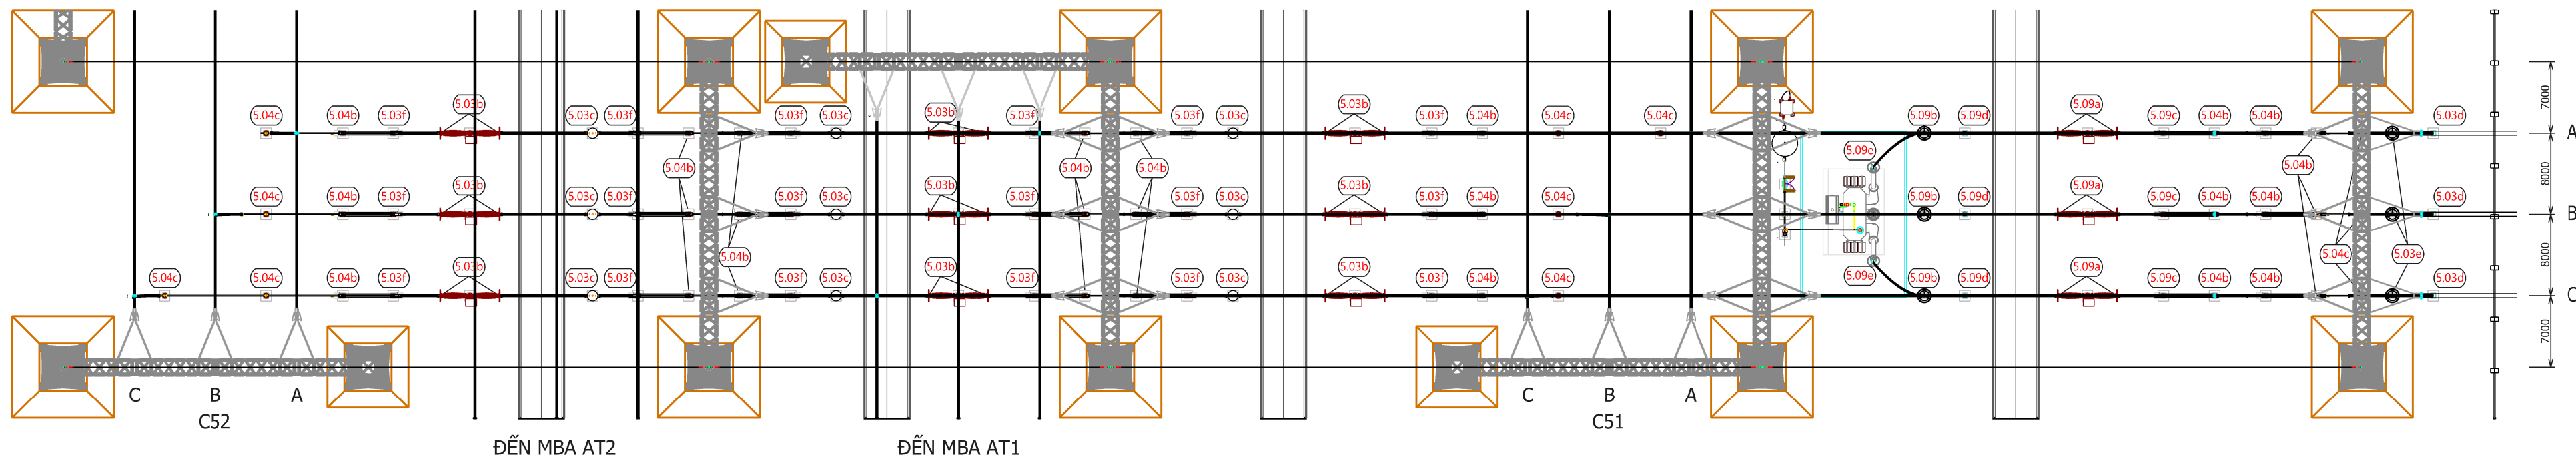 5.03b 5.03b 5.03b 5.09a 7000
5.04c 5.04b 5.03f 5.03c 5.03f 5.03f 5.03c 5.03f 5.03f 5.03c 5.03f 5.04b 5.04c 5.04c 5.09b 5.09d 5.09c 5.04b 5.04b 5.03d
A
5.09e
5.04b 5.04b 5.04b 5.04b 8000
5.03b 5.03b 5.03b 5.09a
5.04c 5.04b 5.03f 5.03c 5.03f 5.03f 5.03c 5.03f 5.03f 5.03c 5.03f 5.04b 5.04c 5.09b 5.09d 5.09c 5.04b 5.04b 5.03d
B
5.04b 5.04c 5.03e 8000
5.03b 5.03b 5.03b 5.09a
5.04c 5.04c 5.04b 5.03f 5.03c 5.03f 5.03f 5.03c 5.03f 5.03f 5.03c 5.03f 5.04b 5.04c 5.09e 5.09b 5.09d 5.09c 5.04b 5.04b 5.03d
C
7000
C B A C B A
C52 C51
ĐẾN MBA AT2 ĐẾN MBA AT1